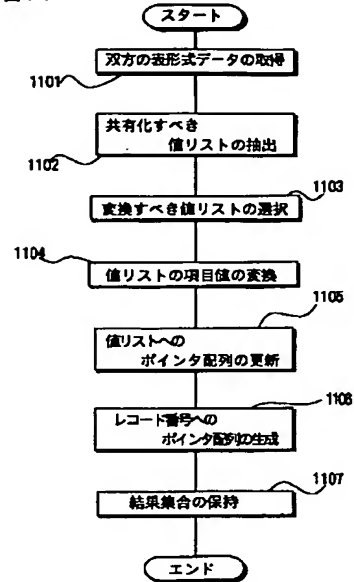 スタート
双方の表形式データの取得
1101
共有化すべき
値リストの抽出
1102
1103
変換すべき値リストの選択
1104
値リストの項目値の変換
1105
値リストへの
ポインタ配列の更新
1106
レコード番号への
ポインタ配列の生成
1107
結果集合の保持
エンド